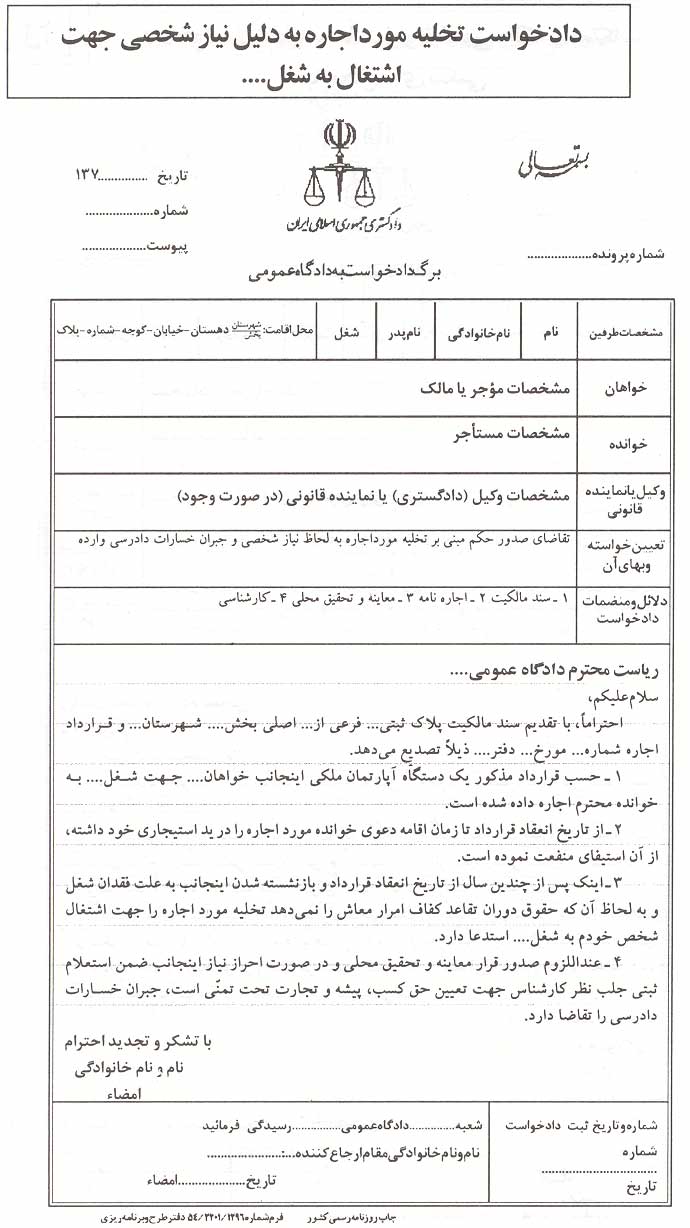 دادخواست تخلیه مورد اجاره به دلیل نیاز شخصی جهت
اشتغال به شغل....
بسمه تعالی
تاریخ ...............۱۳۷
شماره....................
پیوست...................
دادگستری جمهوری اسلامی ایران
شماره پرونده...................
برگ دادخواست به دادگاه عمومی
مشخصات طرفین نام نام خانوادگی نام پدر شغل محل اقامت: شهرستان بخش دهستان-خیابان-کوچه-شماره-پلاک
خواهان مشخصات مؤجر یا مالک
خوانده مشخصات مستأجر
وکیل یا نماینده قانونی مشخصات وکیل (دادگستری) یا نماینده قانونی (در صورت وجود)
تعیین خواسته وبهای آن تقاضای صدور حکم مبنی بر تخلیه مورد اجاره به لحاظ نیاز شخصی و جبران خسارات دادرسی وارده
دلائل و منضمات دادخواست ۱ـ سند مالکیت ۲ـ اجاره نامه ۳ـ معاینه و تحقیق محلی ۴ـ کارشناسی
ریاست محترم دادگاه عمومی....
سلام علیکم،
احتراماً، با تقدیم سند مالکیت پلاک ثبتی... فرعی از... اصلی بخش.... شهرستان... و قرارداد
اجاره شماره... مورخ... دفتر.... ذیلاً تصدیع می‌دهد.
۱ـ حسب قرارداد مذکور یک دستگاه آپارتمان ملکی اینجانب خواهان.... جهت شغل.... به
خوانده محترم اجاره داده شده است.
۲ـ از تاریخ انعقاد قرارداد تا زمان اقامه دعوی خوانده مورد اجاره را در ید استیجاری خود داشته،
از آن استیفای منفعت نموده است.
۳ـ اینک پس از چندین سال از تاریخ انعقاد قرارداد و بازنشسته شدن اینجانب به علت فقدان شغل
و به لحاظ آن که حقوق دوران تقاعد کفاف امرار معاش را نمی‌دهد تخلیه مورد اجاره را جهت اشتغال
شخص خودم به شغل.... استدعا دارد.
۴ـ عنداللزوم صدور قرار معاینه و تحقیق محلی و در صورت احراز نیاز اینجانب ضمن استعلام
ثبتی جلب نظر کارشناس جهت تعیین حق کسب، پیشه و تجارت تحت تمنّی است، جبران خسارات
دادرسی را تقاضا دارد.
با تشکر و تجدید احترام
نام و نام خانوادگی
امضاء
شماره و تاریخ ثبت دادخواست
شماره
................................
تاریخ
شعبه.............دادگاه عمومی..............رسیدگی فرمائید
نام و نام خانوادگی مقام ارجاع کننده...:.....................
تاریخ....................امضاء
چاپ روزنامه رسمی کشور فرم شماره ۵۴/۳۲۰۱/۱۲۹۶ دفتر طرح و برنامه ریزی